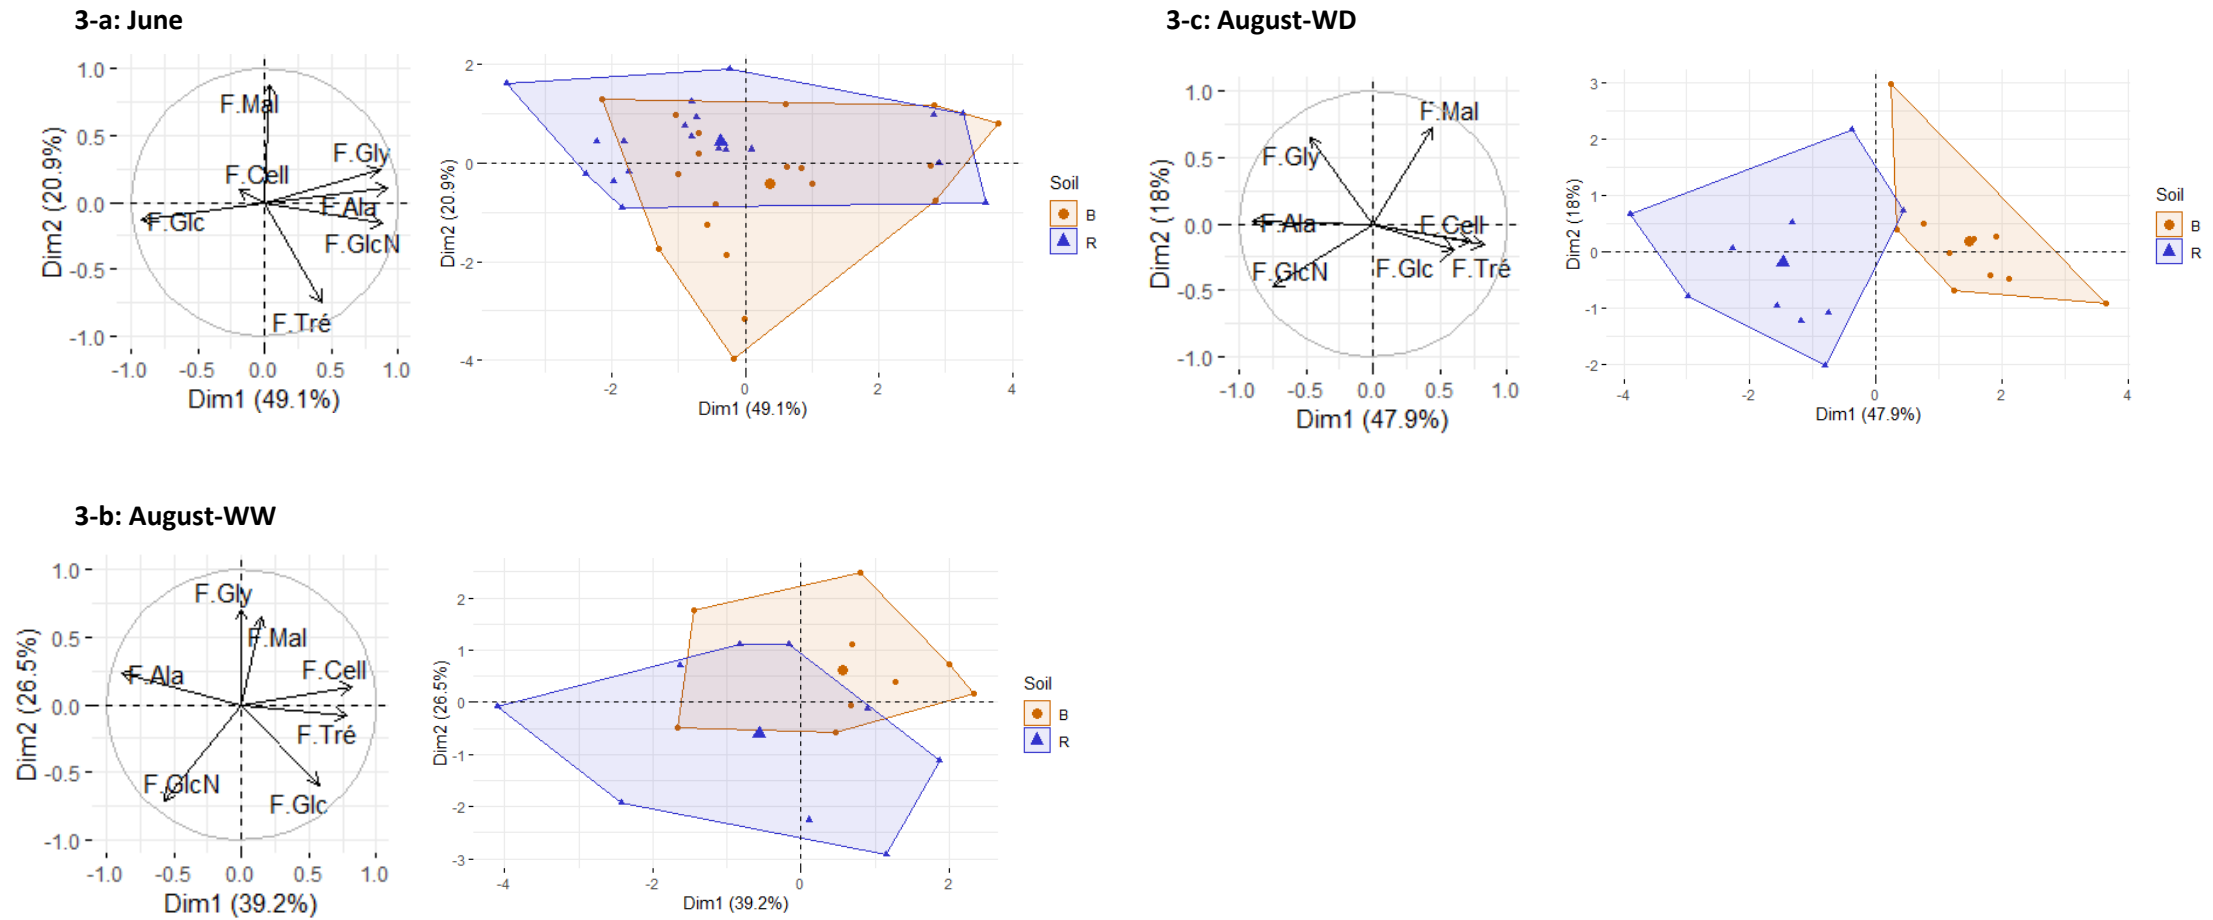 3-a: June
1.0
0.5
0.0
-0.5
-1.0
Dim2 (20.9%)
F.Mal
F.Gly
F.Cell
F.Ala
F.Glc
F.GlcN
F.Tré
-1.0 -0.5 0.0 0.5 1.0
Dim1 (49.1%)
2
0
-2
-4
Dim2 (20.9%)
-2 0 2 4
Dim1 (49.1%)
Soil
B
R
3-c: August-WD
1.0
0.5
0.0
-0.5
-1.0
Dim2 (18%)
F.Mal
F.Gly
F.Ala
F.Cell
F.GlcN
F.Glc
F.Tré
-1.0 -0.5 0.0 0.5 1.0
Dim1 (47.9%)
3
2
1
0
-1
-2
Dim2 (18%)
-4 -2 0 2 4
Dim1 (47.9%)
Soil
B
R
3-b: August-WW
1.0
0.5
0.0
-0.5
-1.0
Dim2 (26.5%)
F.Gly
F.Mal
F.Ala
F.Cell
F.Tré
F.GlcN
F.Glc
-1.0 -0.5 0.0 0.5 1.0
Dim1 (39.2%)
2
1
0
-1
-2
-3
Dim2 (26.5%)
-4 -2 0 2
Dim1 (39.2%)
Soil
B
R